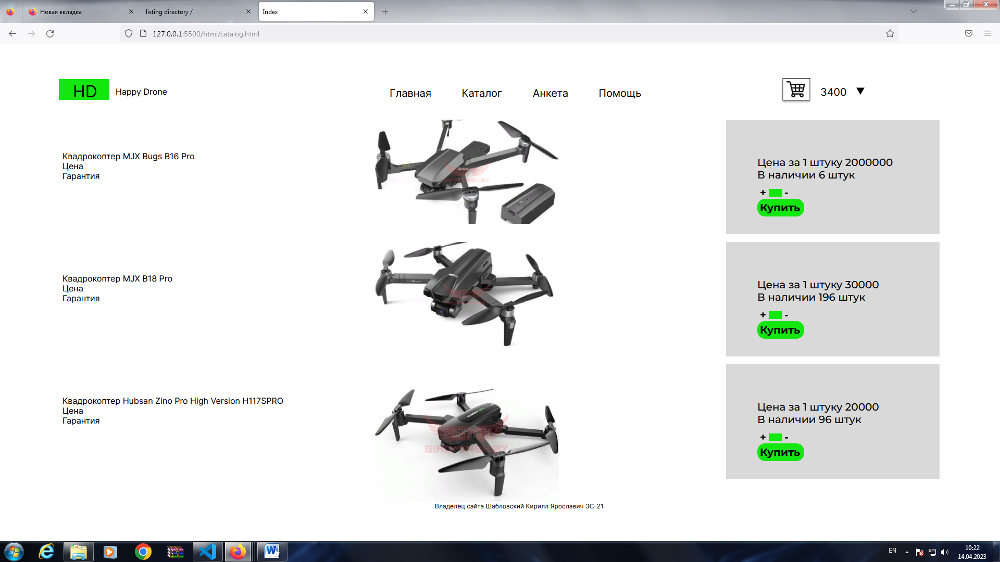 Новая вкладка
listing directory /
Index
127.0.0.1:5500/html/catalog.html
HD
Happy Drone
Главная
Каталог
Анкета
Помощь
3400
Квадрокоптер MJX Bugs B16 Pro
Цена
Гарантия
Цена за 1 штуку 2000000
В наличии 6 штук
+ -
Купить
Квадрокоптер MJX B18 Pro
Цена
Гарантия
Цена за 1 штуку 30000
В наличии 196 штук
+ -
Купить
Квадрокоптер Hubsan Zino Pro High Version H117SPRO
Цена
Гарантия
GIROMINSK.BY
Цена за 1 штуку 20000
В наличии 96 штук
+ -
Купить
Владелец сайта Шабловский Кирилл Ярославич ЭС-21
EN
10:22
14.04.2023